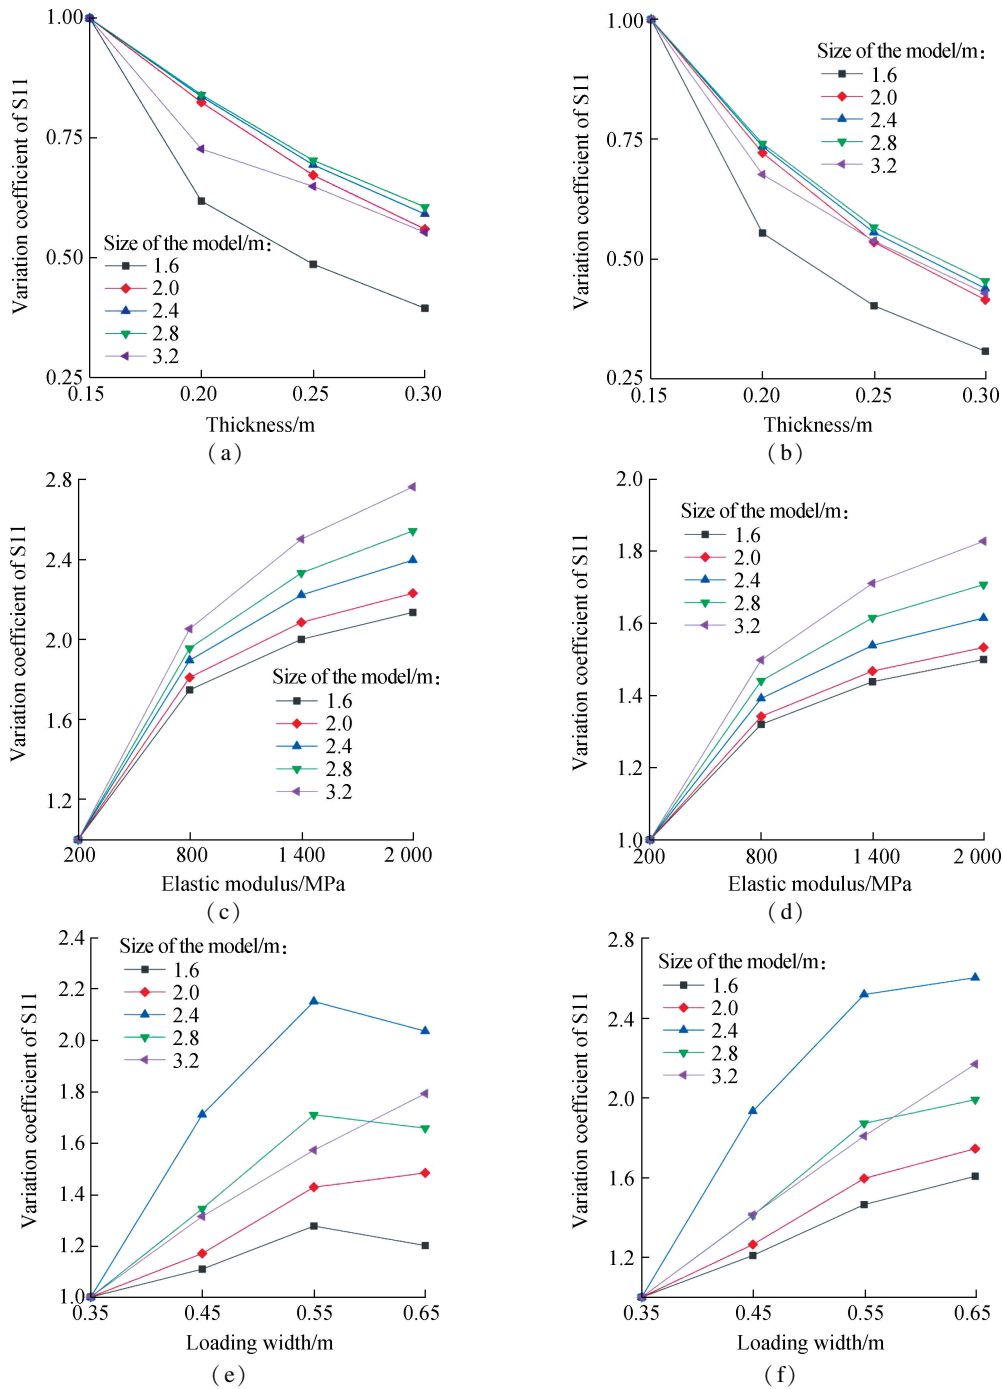 1.00
0.75
0.50
0.25
Variation coefficient of S11
Size of the model/m:
1.6
2.0
2.4
2.8
3.2
0.15 0.20 0.25 0.30
Thickness/m
(a)
1.00
0.75
0.50
0.25
Variation coefficient of S11
Size of the model/m:
1.6
2.0
2.4
2.8
3.2
0.15 0.20 0.25 0.30
Thickness/m
(b)
2.8
2.4
2.0
1.6
1.2
Variation coefficient of S11
Size of the model/m:
1.6
2.0
2.4
2.8
3.2
200 800 1 400 2 000
Elastic modulus/MPa
(c)
2.0
1.8
1.6
1.4
1.2
1.0
Variation coefficient of S11
Size of the model/m:
1.6
2.0
2.4
2.8
3.2
200 800 1 400 2 000
Elastic modulus/MPa
(d)
2.4
2.2
2.0
1.8
1.6
1.4
1.2
1.0
Variation coefficient of S11
Size of the model/m:
1.6
2.0
2.4
2.8
3.2
0.35 0.45 0.55 0.65
Loading width/m
(e)
2.8
2.4
2.0
1.6
1.2
Variation coefficient of S11
Size of the model/m:
1.6
2.0
2.4
2.8
3.2
0.35 0.45 0.55 0.65
Loading width/m
(f)